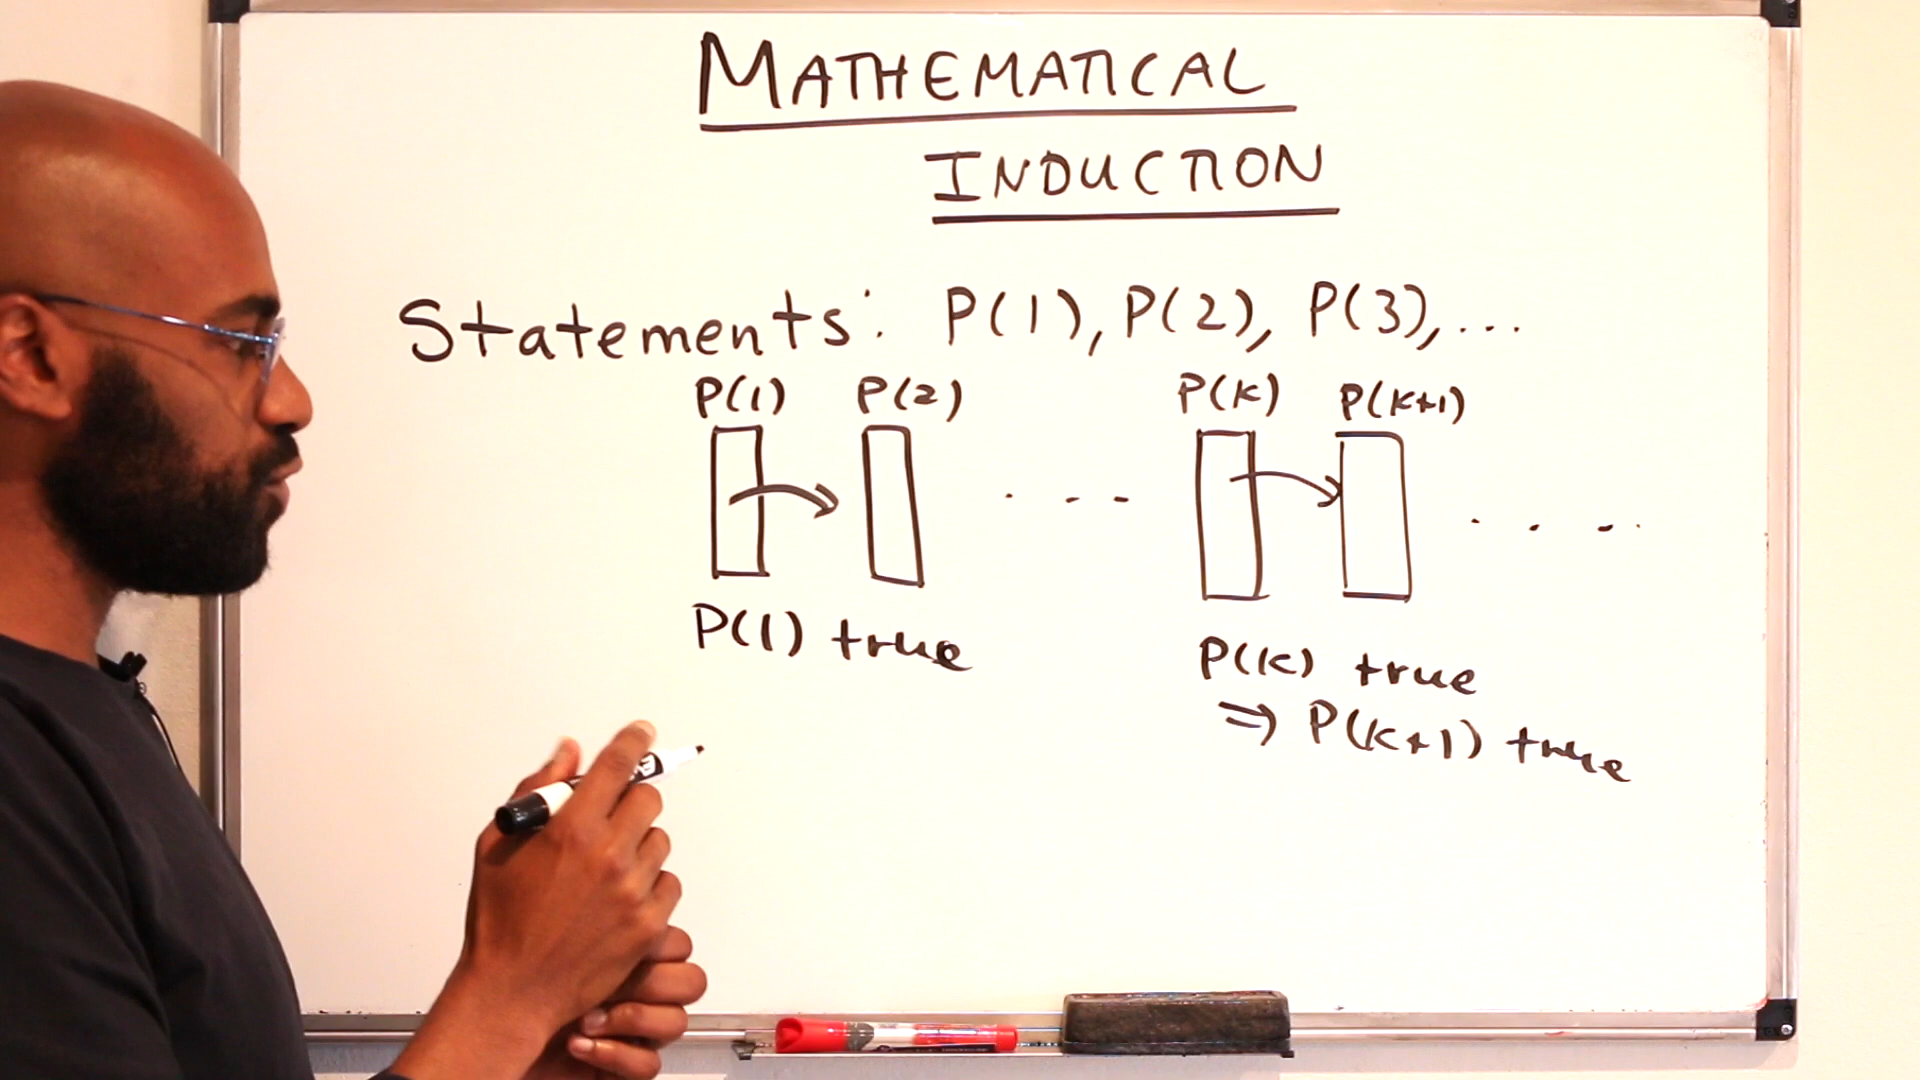 MATHEMATICAL
INDUCTION
Statements: P(1), P(2), P(3), ...
P(1) P(2) P(K) P(K+1)
. - - . . . .
P(1) true
P(K) true
⇒ P(K+1) true